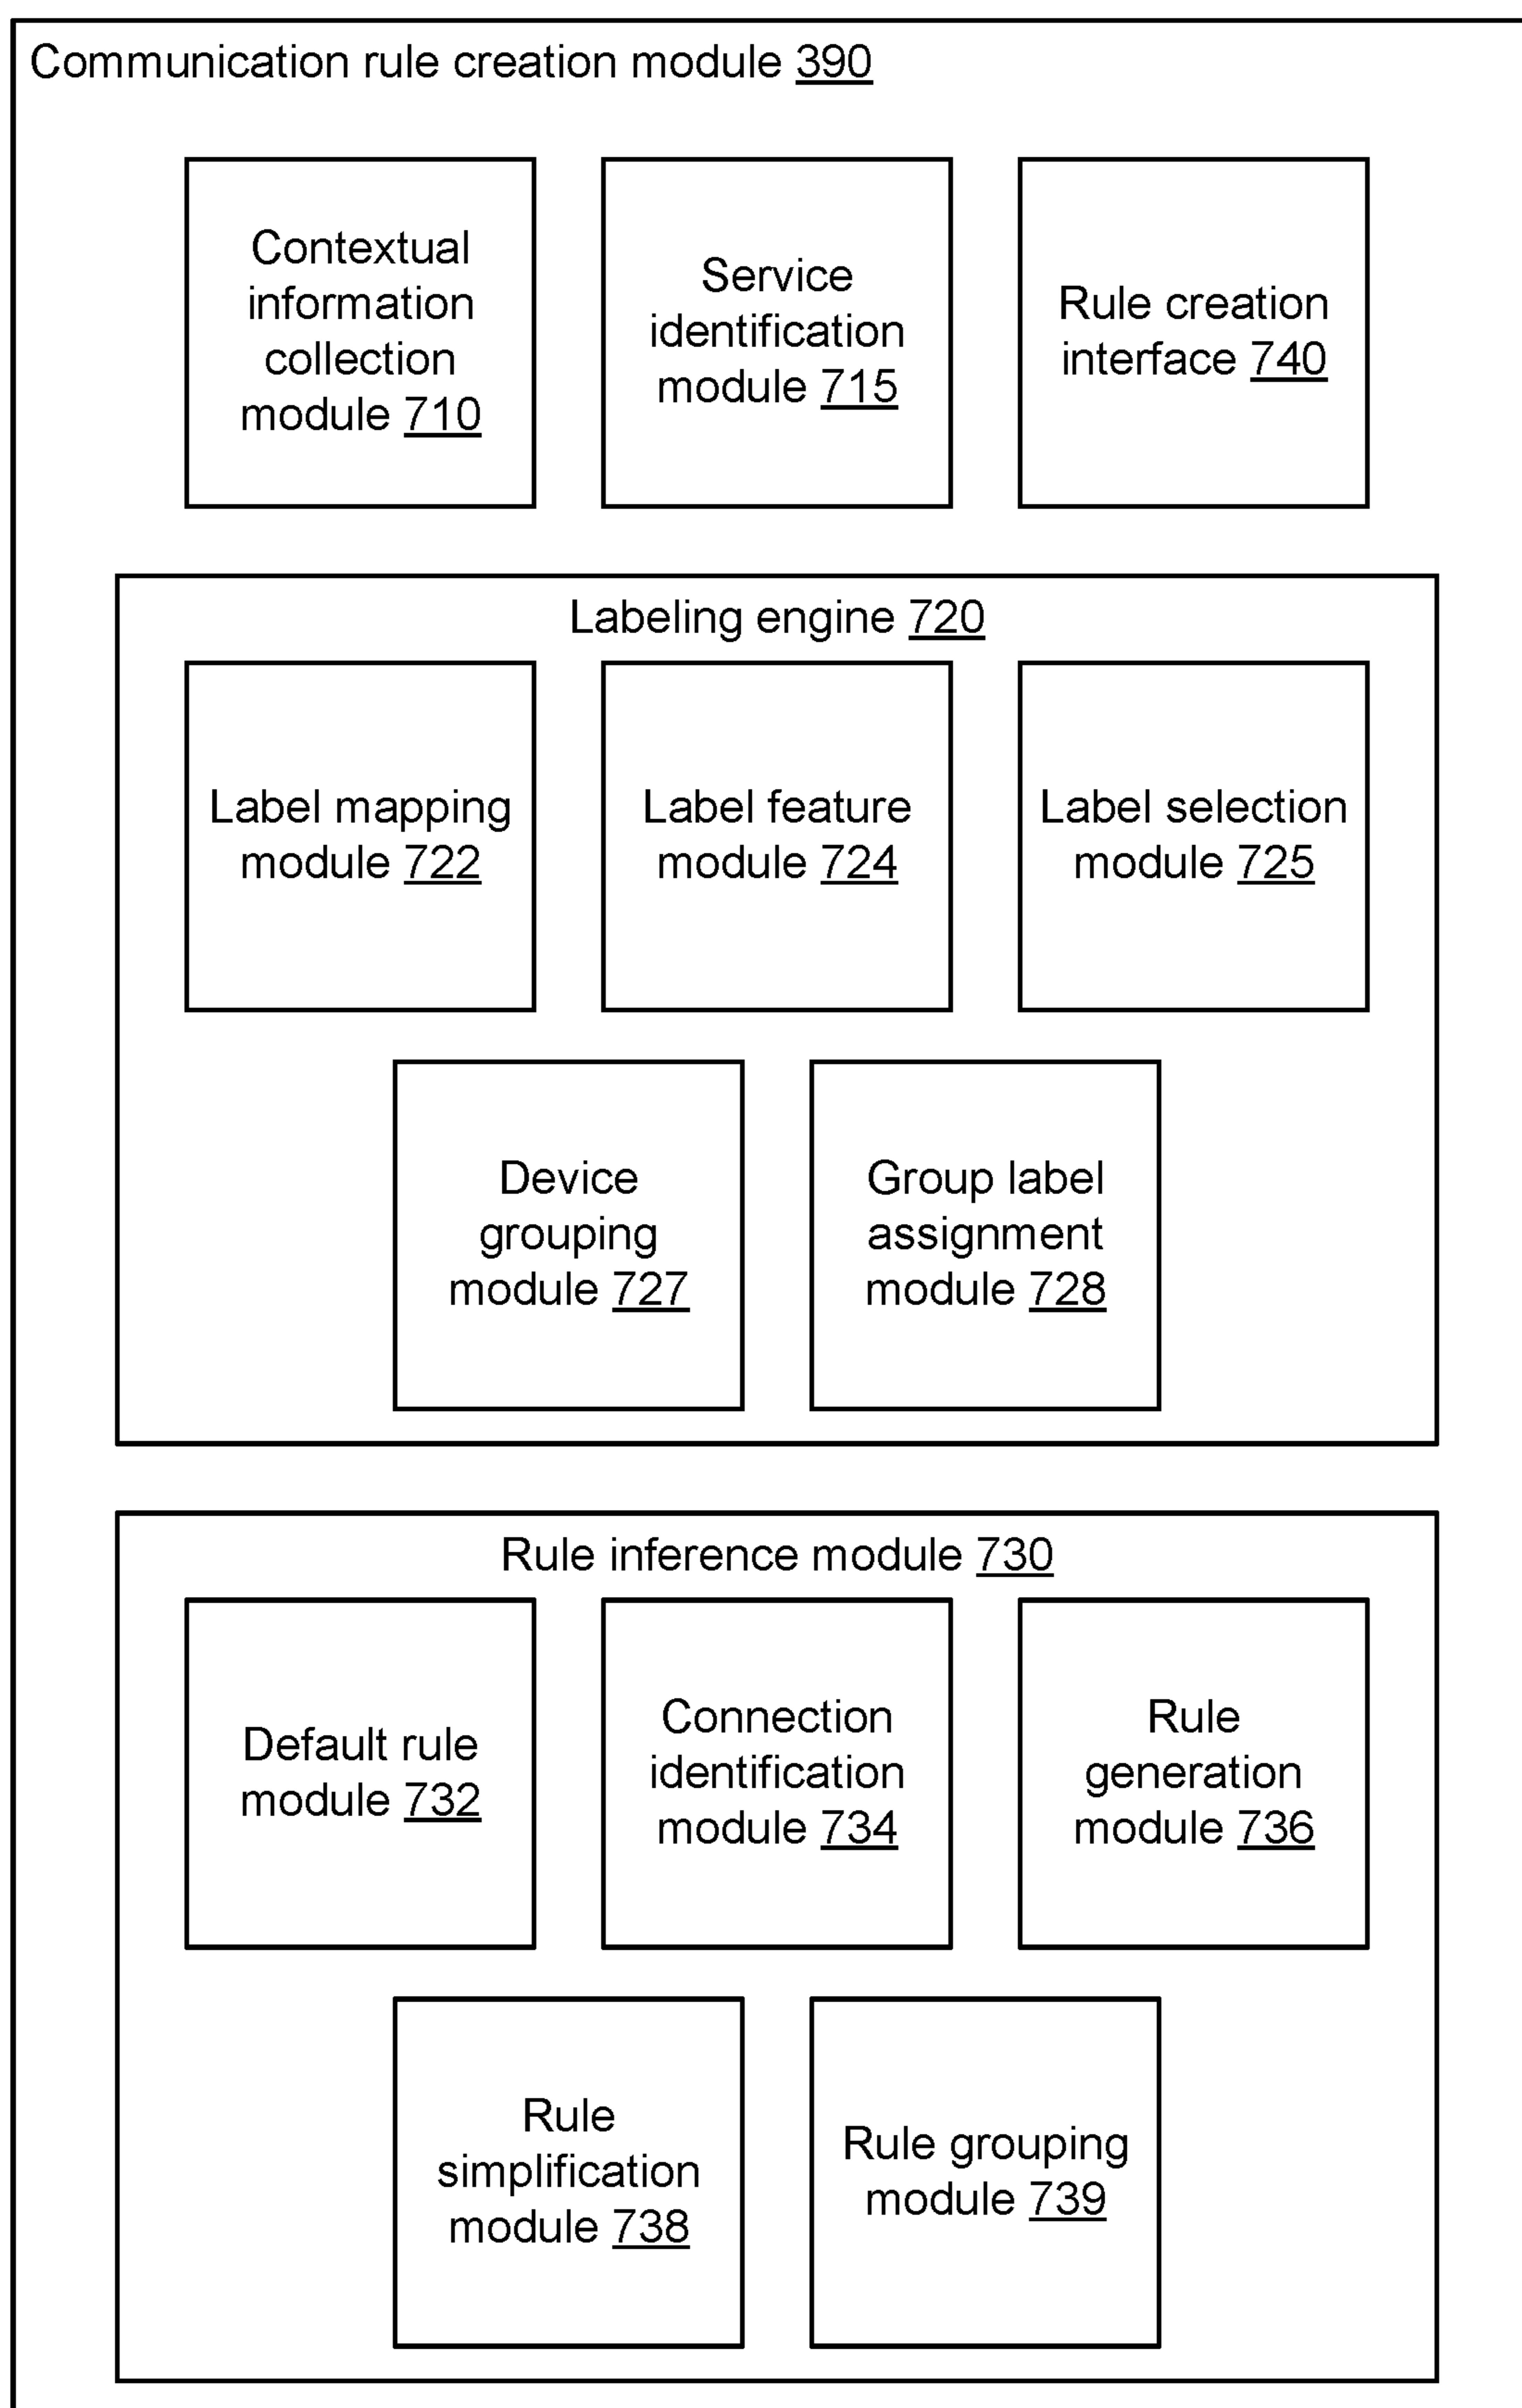 Communication rule creation module 390
Contextual
information
collection
module 710
Service
identification
module 715
Rule creation
interface 740
Labeling engine 720
Label mapping
module 722
Label feature
module 724
Label selection
module 725
Device
grouping
module 727
Group label
assignment
module 728
Rule inference module 730
Default rule
module 732
Connection
identification
module 734
Rule
generation
module 736
Rule
simplification
module 738
Rule grouping
module 739